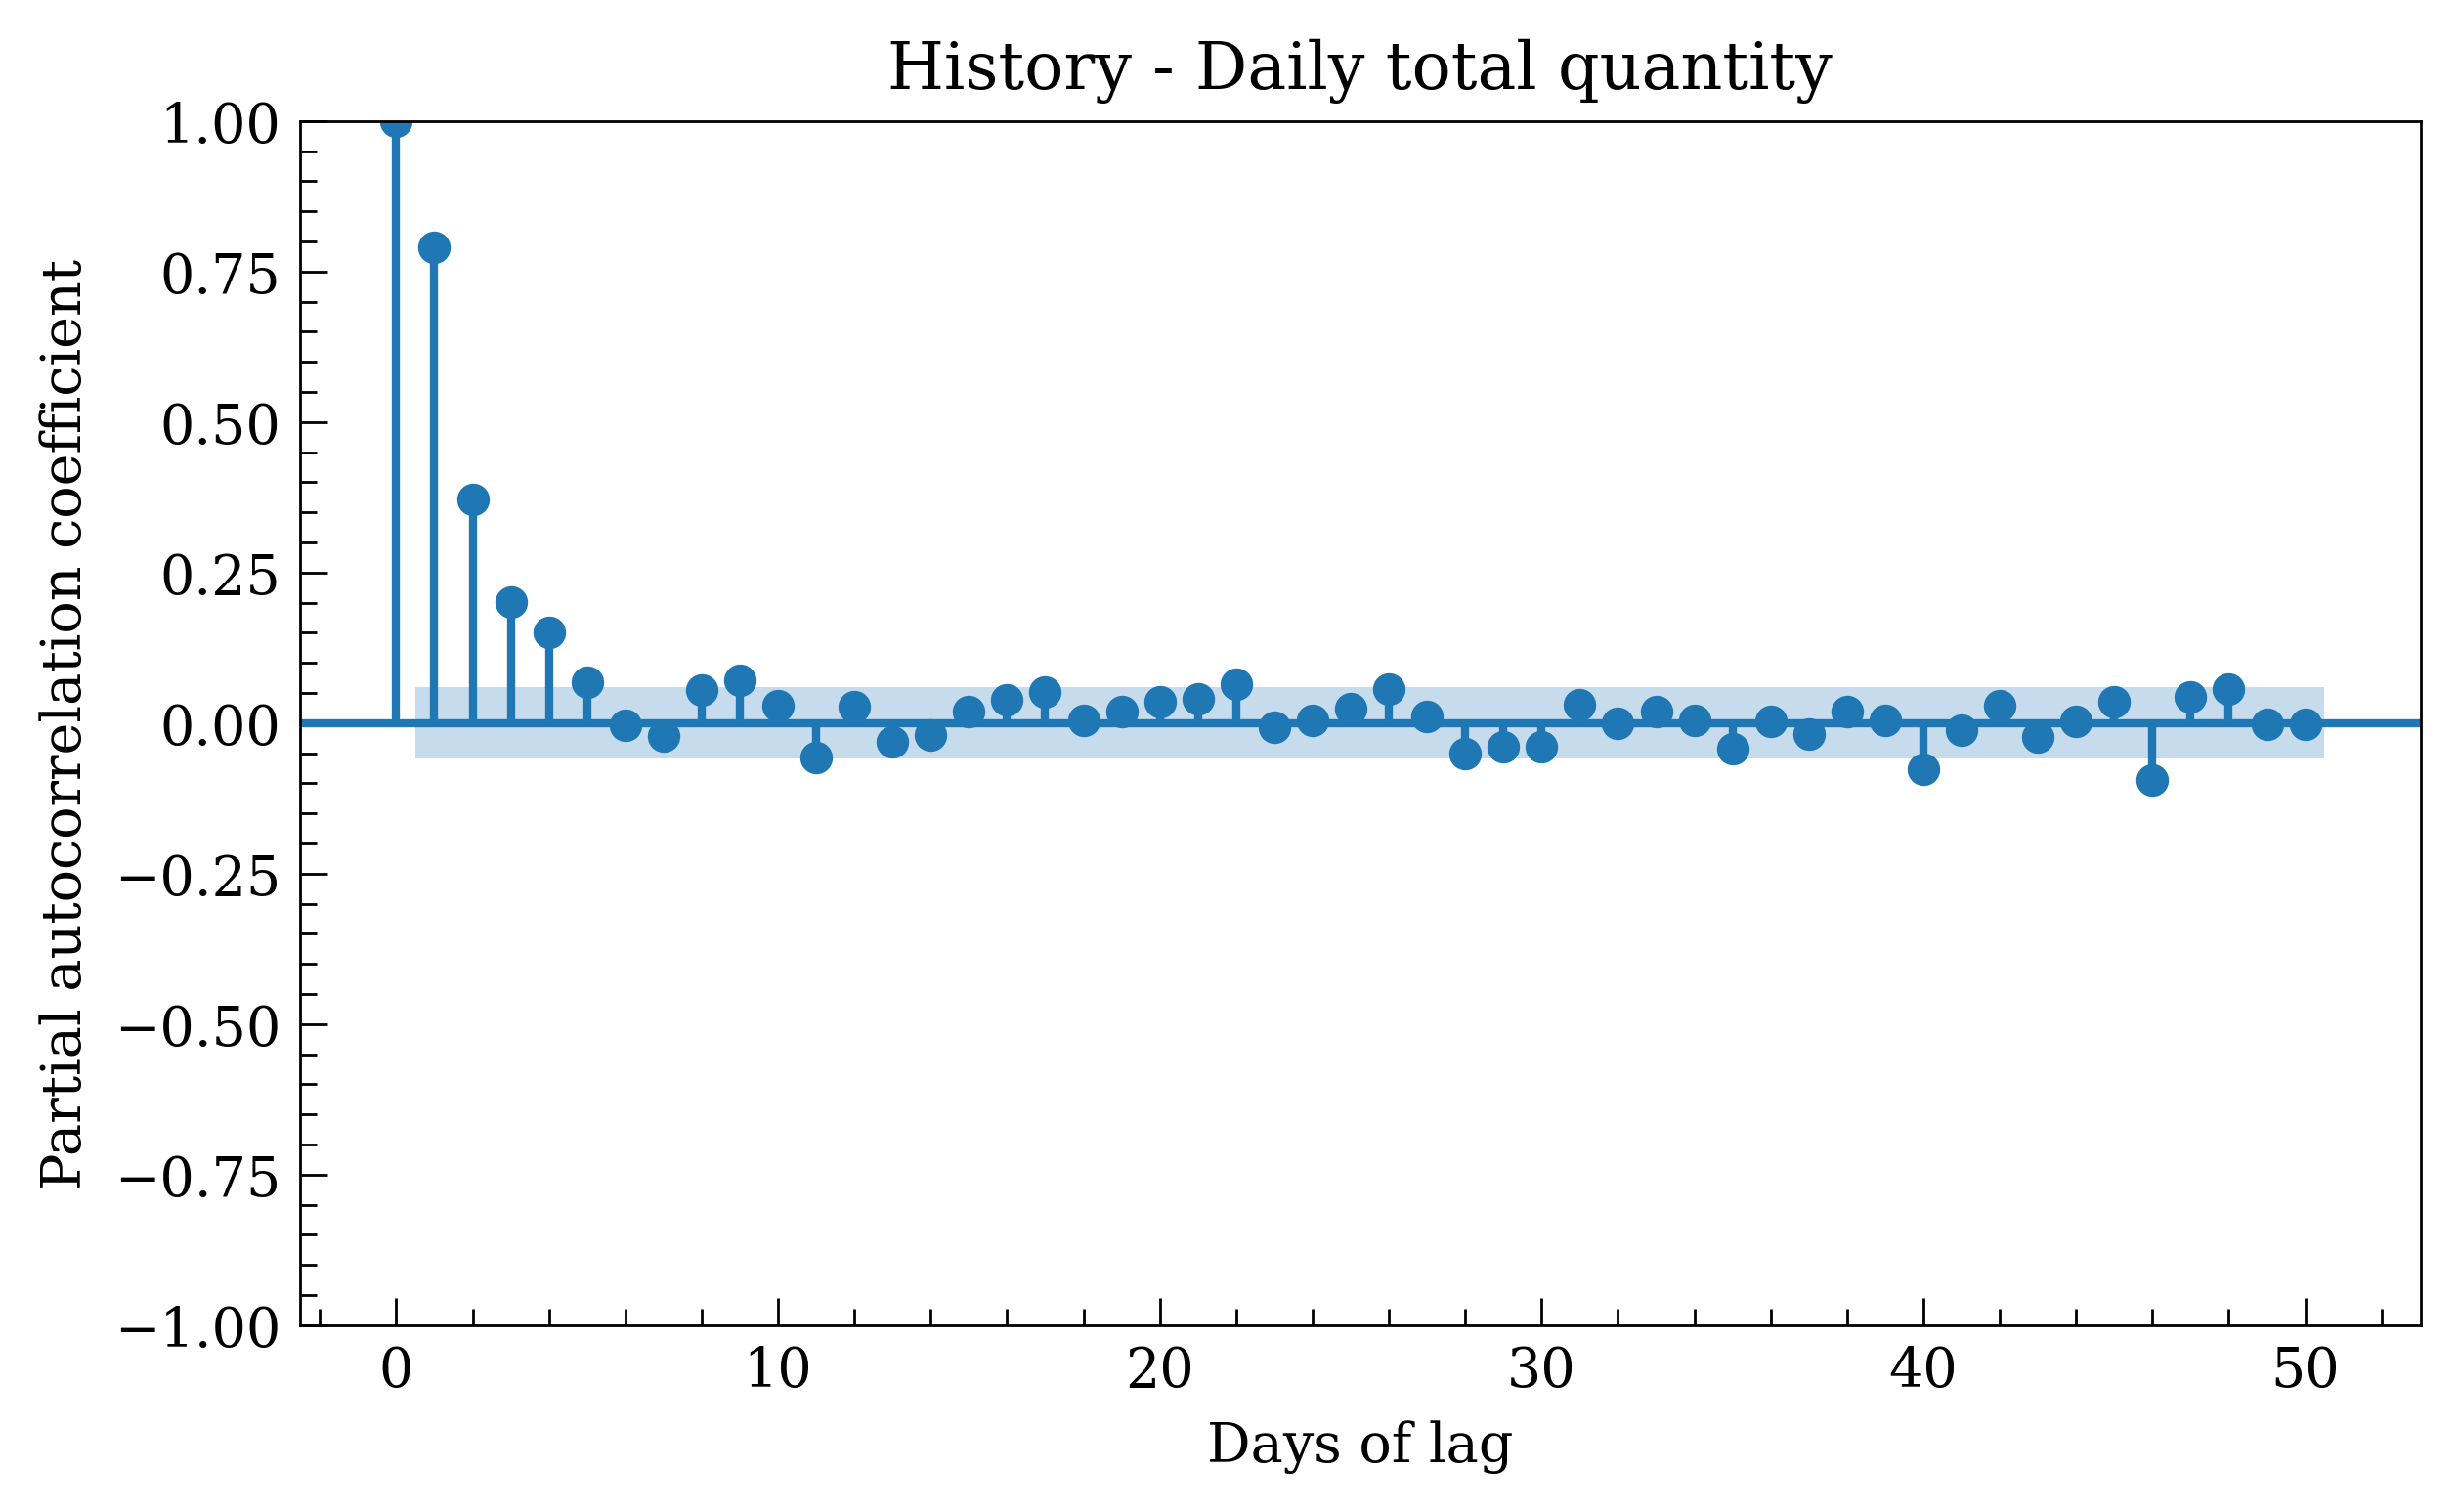 History - Daily total quantity
1.00
0.75
0.50
0.25
0.00
−0.25
−0.50
−0.75
−1.00
Partial autocorrelation coefficient
0 10 20 30 40 50
Days of lag